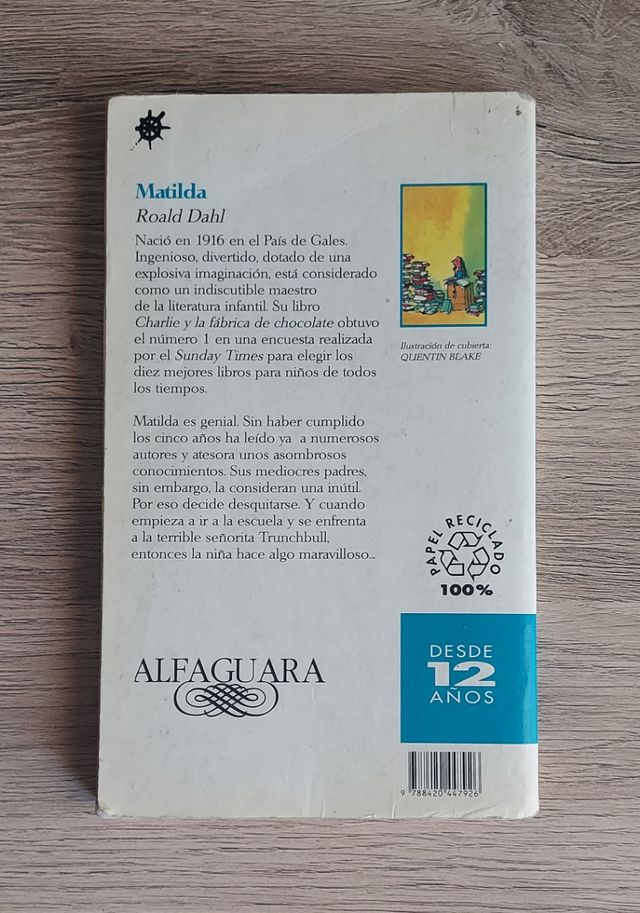 Matilda
Roald Dahl
Nació en 1916 en el País de Gales.
Ingenioso, divertido, dotado de una
explosiva imaginación, está considerado
como un indiscutible maestro
de la literatura infantil. Su libro
Charlie y la fábrica de chocolate obtuvo
el número 1 en una encuesta realizada
por el Sunday Times para elegir los
diez mejores libros para niños de todos
los tiempos.
Matilda es genial. Sin haber cumplido
los cinco años ha leído ya a numerosos
autores y atesora unos asombrosos
conocimientos. Sus mediocres padres,
sin embargo, la consideran una inútil.
Por eso decide desquitarse. Y cuando
empieza a ir a la escuela y se enfrenta
a la terrible señorita Trunchbull,
entonces la niña hace algo maravilloso...
Ilustración de cubierta:
QUENTIN BLAKE
PAPEL RECICLADO
100%
ALFAGUARA
DESDE
12
AÑOS
9 788420 447926